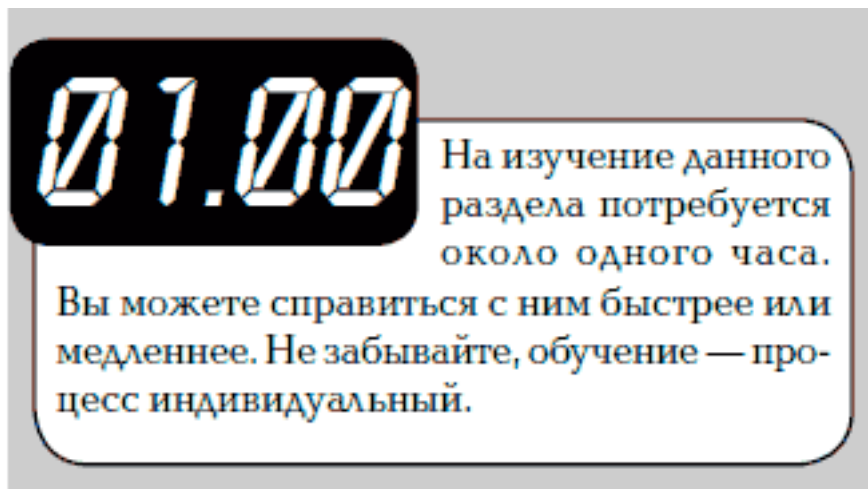 01.00
На изучение данного
раздела потребуется
около одного часа.
Вы можете справиться с ним быстрее или
медленнее. Не забывайте, обучение — про-
цесс индивидуальный.